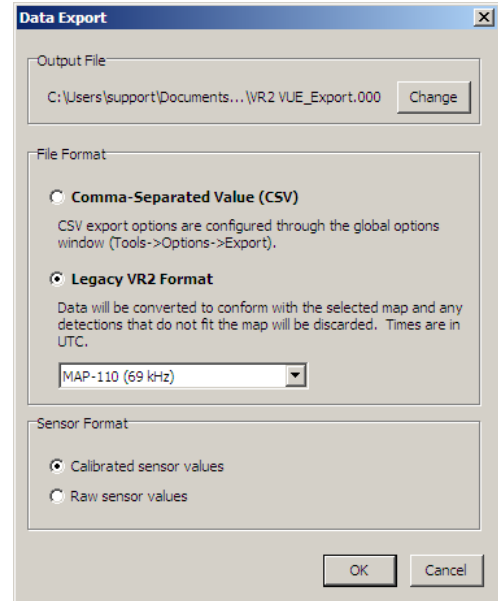 Data Export
Output File
C:\Users\support\Documents...\VR2 VUE_Export.000
Change
File Format
Comma-Separated Value (CSV)
CSV export options are configured through the global options
window (Tools->Options->Export).
Legacy VR2 Format
Data will be converted to conform with the selected map and any
detections that do not fit the map will be discarded. Times are in
UTC.
MAP-110 (69 kHz)
Sensor Format
Calibrated sensor values
Raw sensor values
OK
Cancel